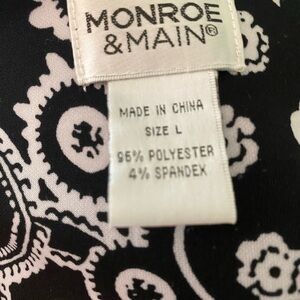 MONROE
&MAIN®
MADE IN CHINA
SIZE L
96% POLYESTER
4% SPANDEX